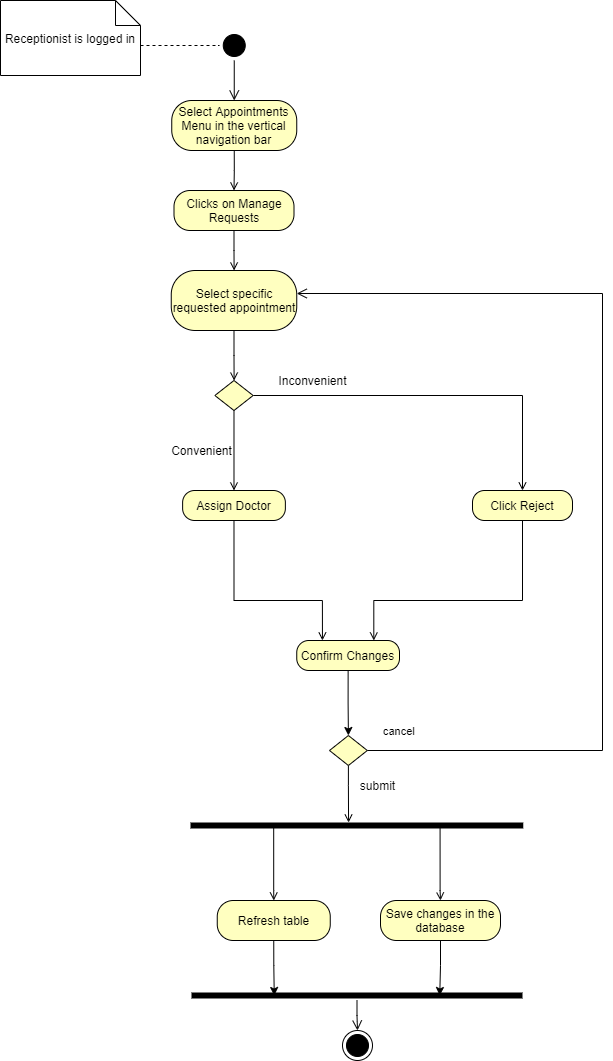 Receptionist is logged in
Select Appointments
Menu in the vertical
navigation bar
Clicks on Manage
Requests
Select specific
requested appointment
Inconvenient
Convenient
Assign Doctor
Click Reject
Confirm Changes
cancel
submit
Refresh table
Save changes in the
database